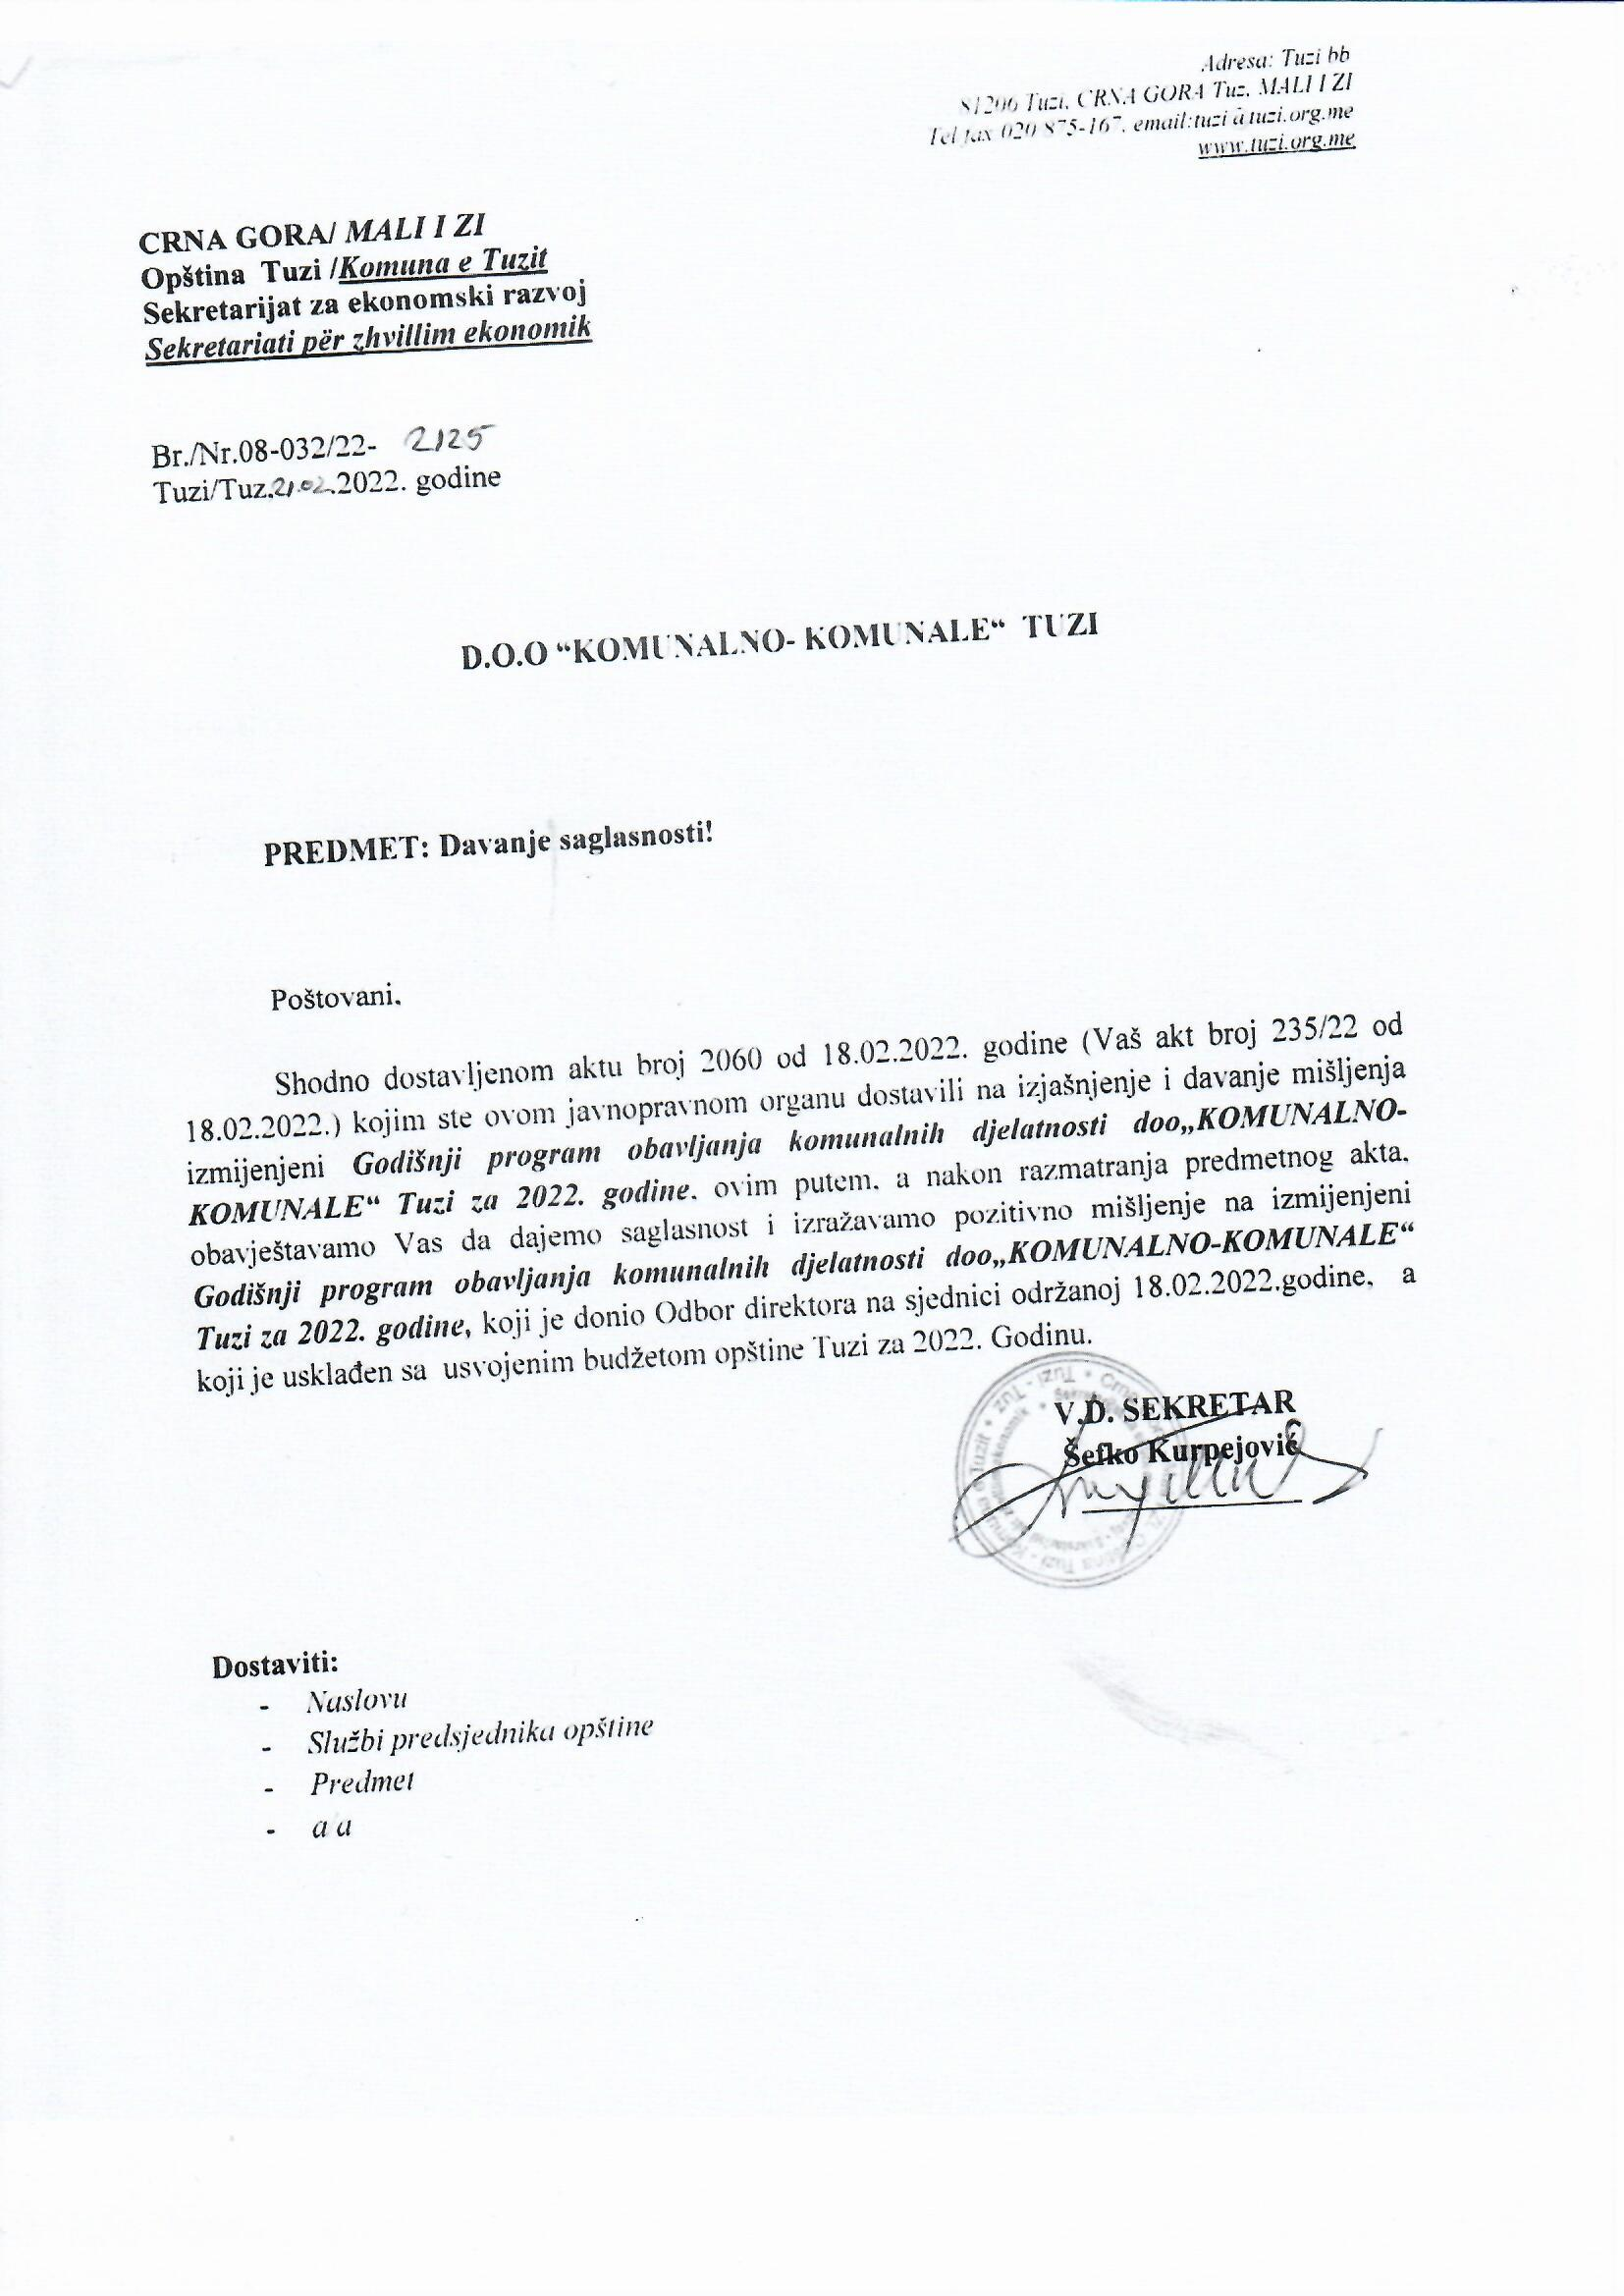 Adresa: Tuzi bb
81206 Tuzi, CRNA GORA Tuz, MALI I ZI
Tel fax 020 875-167, email:tuzi@tuzi.org.me
www.tuzi.org.me
CRNA GORA/ MALI I ZI
Opština Tuzi /Komuna e Tuzit
Sekretarijat za ekonomski razvoj
Sekretariati për zhvillim ekonomik
Br./Nr.08-032/22- 2125
Tuzi/Tuz.21.02.2022. godine
D.O.O “KOMUNALNO- KOMUNALE“ TUZI
PREDMET: Davanje saglasnosti!
Poštovani,
Shodno dostavljenom aktu broj 2060 od 18.02.2022. godine (Vaš akt broj 235/22 od
18.02.2022.) kojim ste ovom javnopravnom organu dostavili na izjašnjenje i davanje mišljenja
izmijenjeni Godišnji program obavljanja komunalnih djelatnosti doo„KOMUNALNO-
KOMUNALE“ Tuzi za 2022. godine, ovim putem, a nakon razmatranja predmetnog akta,
obavještavamo Vas da dajemo saglasnost i izražavamo pozitivno mišljenje na izmijenjeni
Godišnji program obavljanja komunalnih djelatnosti doo„KOMUNALNO-KOMUNALE“
Tuzi za 2022. godine, koji je donio Odbor direktora na sjednici održanoj 18.02.2022.godine, a
koji je usklađen sa usvojenim budžetom opštine Tuzi za 2022. Godinu.
V.D. SEKRETAR
Šefko Kurpejović
Dostaviti:
- Naslovu
- Službi predsjednika opštine
- Predmet
- a a